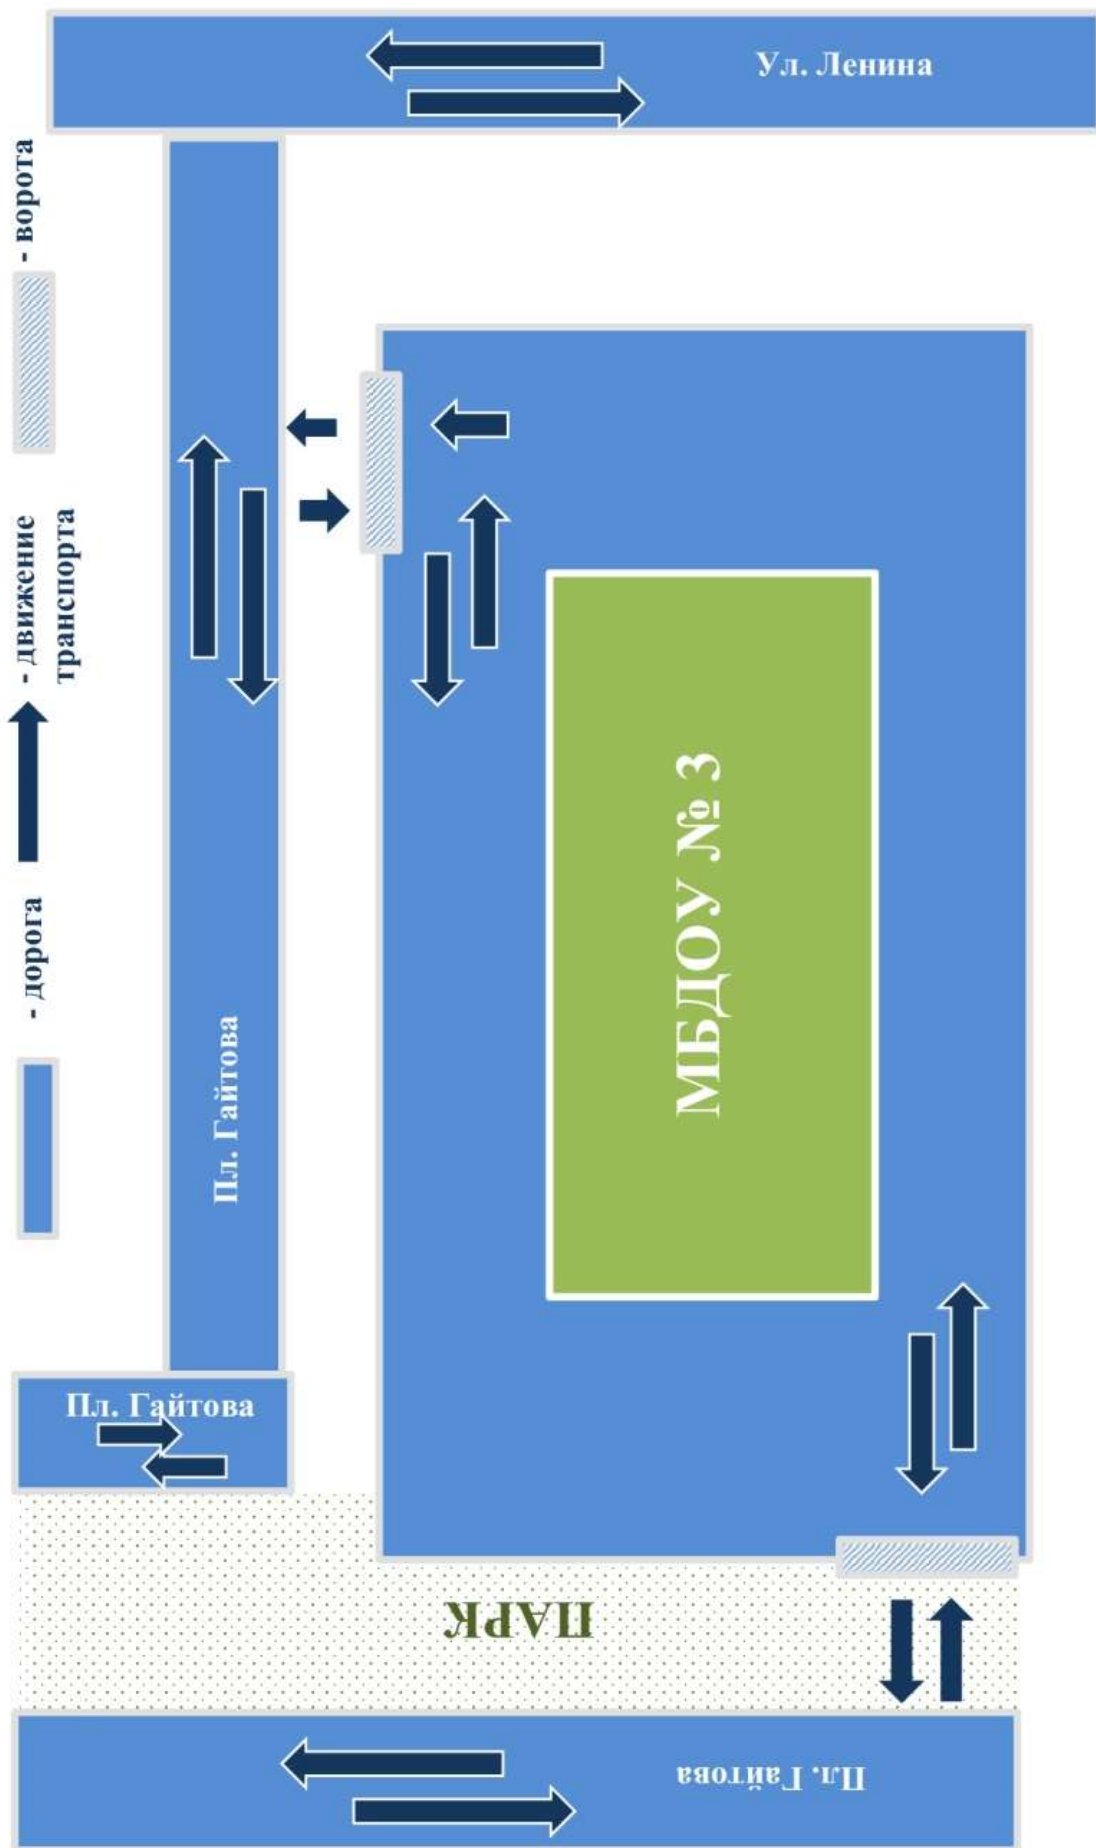 Ул. Ленина
- ворота
- движение
транспорта
- дорога
Пл. Гайтова
МБДОУ № 3
Пл. Гайтова
ПАРК
Пл. Гайтова